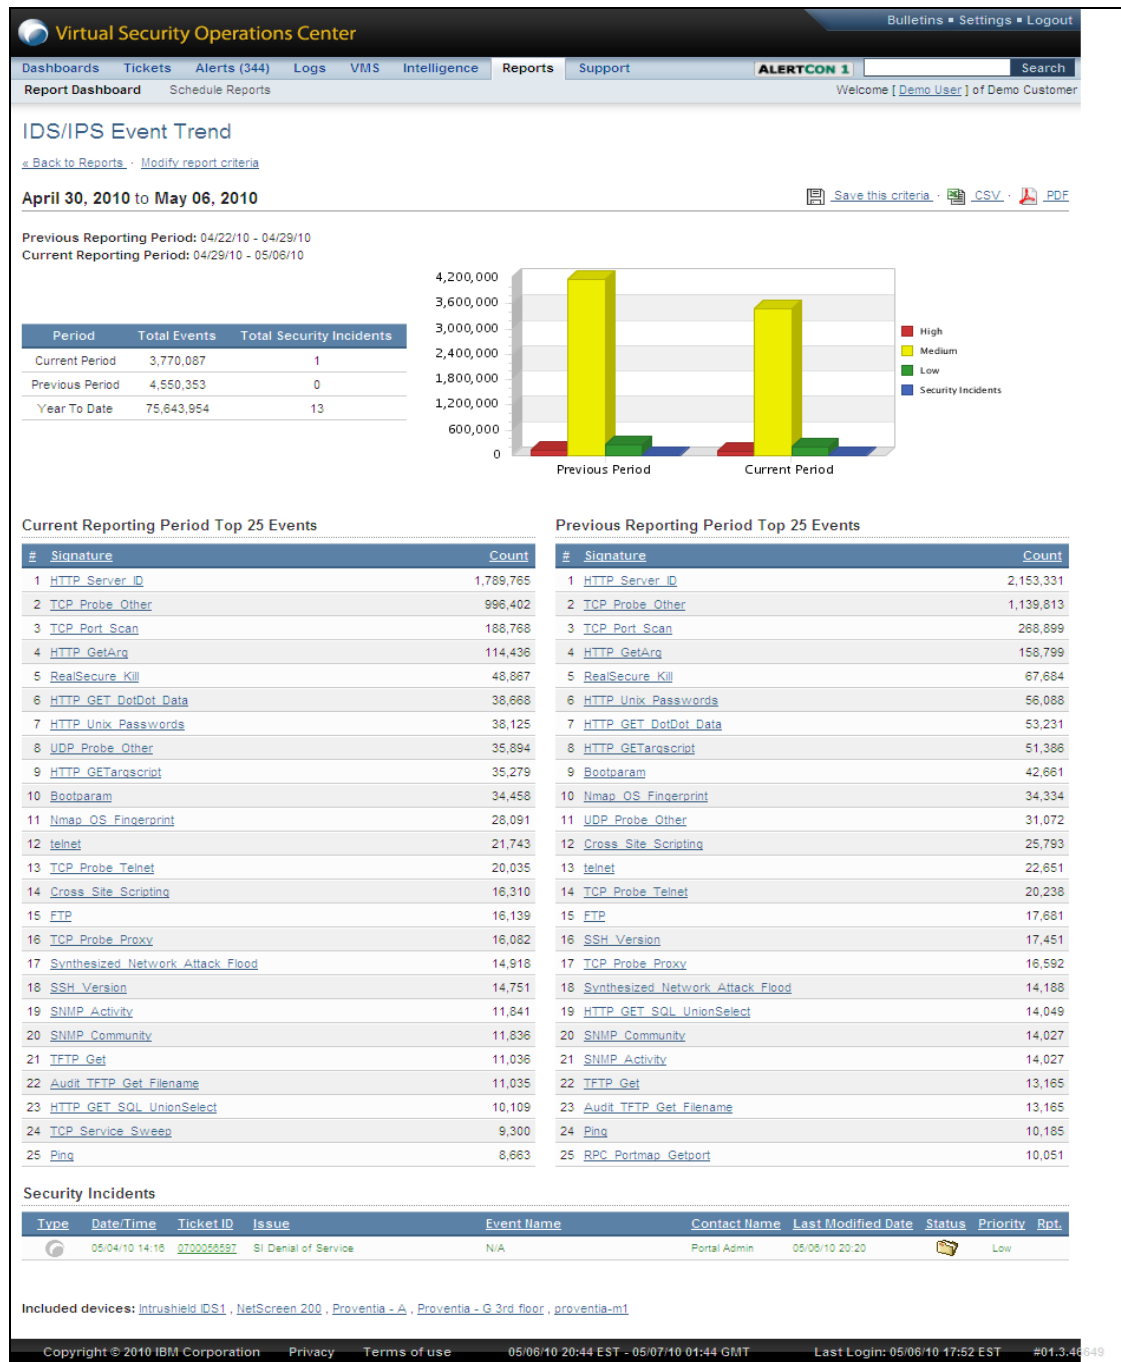 Bulletins ▪ Settings ▪ Logout
Virtual Security Operations Center
Dashboards Tickets Alerts (344) Logs VMS Intelligence Reports Support ALERTCON 1 Search
Report Dashboard Schedule Reports Welcome [ Demo User ] of Demo Customer
IDS/IPS Event Trend
« Back to Reports · Modify report criteria
April 30, 2010 to May 06, 2010 Save this criteria · CSV · PDF
Previous Reporting Period: 04/22/10 - 04/29/10
Current Reporting Period: 04/29/10 - 05/06/10
Period Total Events Total Security Incidents
Current Period 3,770,087 1
Previous Period 4,550,353 0
Year To Date 75,643,954 13
4,200,000
3,600,000
3,000,000
2,400,000
1,800,000
1,200,000
600,000
0
Previous Period Current Period
High
Medium
Low
Security Incidents
Current Reporting Period Top 25 Events
# Signature Count
1 HTTP_Server_ID 1,789,765
2 TCP_Probe_Other 996,402
3 TCP_Port_Scan 188,768
4 HTTP_GetArg 114,436
5 RealSecure_Kill 48,867
6 HTTP_GET_DotDot_Data 38,668
7 HTTP_Unix_Passwords 38,125
8 UDP_Probe_Other 35,894
9 HTTP_GETargscript 35,279
10 Bootparam 34,458
11 Nmap_OS_Fingerprint 28,091
12 telnet 21,743
13 TCP_Probe_Telnet 20,035
14 Cross_Site_Scripting 16,310
15 FTP 16,139
16 TCP_Probe_Proxy 16,082
17 Synthesized_Network_Attack_Flood 14,918
18 SSH_Version 14,751
19 SNMP_Activity 11,841
20 SNMP_Community 11,836
21 TFTP_Get 11,036
22 Audit_TFTP_Get_Filename 11,035
23 HTTP_GET_SQL_UnionSelect 10,109
24 TCP_Service_Sweep 9,300
25 Ping 8,663
Previous Reporting Period Top 25 Events
# Signature Count
1 HTTP_Server_ID 2,153,331
2 TCP_Probe_Other 1,139,813
3 TCP_Port_Scan 268,899
4 HTTP_GetArg 158,799
5 RealSecure_Kill 67,684
6 HTTP_Unix_Passwords 56,088
7 HTTP_GET_DotDot_Data 53,231
8 HTTP_GETargscript 51,386
9 Bootparam 42,661
10 Nmap_OS_Fingerprint 34,334
11 UDP_Probe_Other 31,072
12 Cross_Site_Scripting 25,793
13 telnet 22,651
14 TCP_Probe_Telnet 20,238
15 FTP 17,681
16 SSH_Version 17,451
17 TCP_Probe_Proxy 16,592
18 Synthesized_Network_Attack_Flood 14,188
19 HTTP_GET_SQL_UnionSelect 14,049
20 SNMP_Community 14,027
21 SNMP_Activity 14,027
22 TFTP_Get 13,165
23 Audit_TFTP_Get_Filename 13,165
24 Ping 10,185
25 RPC_Portmap_Getport 10,051
Security Incidents
Type Date/Time Ticket ID Issue Event Name Contact Name Last Modified Date Status Priority Rpt.
05/04/10 14:16 0700056597 SI Denial of Service N/A Portal Admin 05/06/10 20:20 Low
Included devices: Intrushield IDS1 , NetScreen 200 , Proventia - A , Proventia - G 3rd floor , proventia-m1
Copyright © 2010 IBM Corporation Privacy Terms of use 05/06/10 20:44 EST - 05/07/10 01:44 GMT Last Login: 05/06/10 17:52 EST #01.3.46649